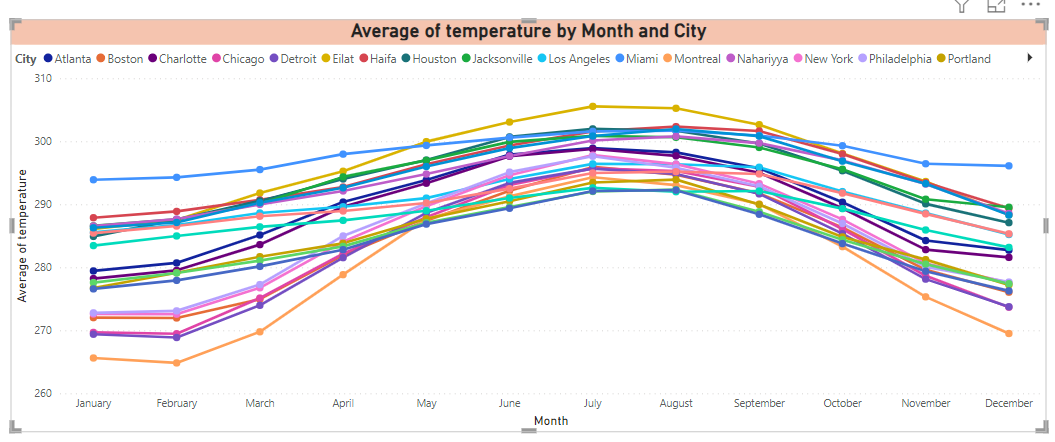 Average of temperature by Month and City
City Atlanta Boston Charlotte Chicago Detroit Eilat Haifa Houston Jacksonville Los Angeles Miami Montreal Nahariyya New York Philadelphia Portland
310
300
290
280
270
260
Average of temperature
January February March April May June July August September October November December
Month